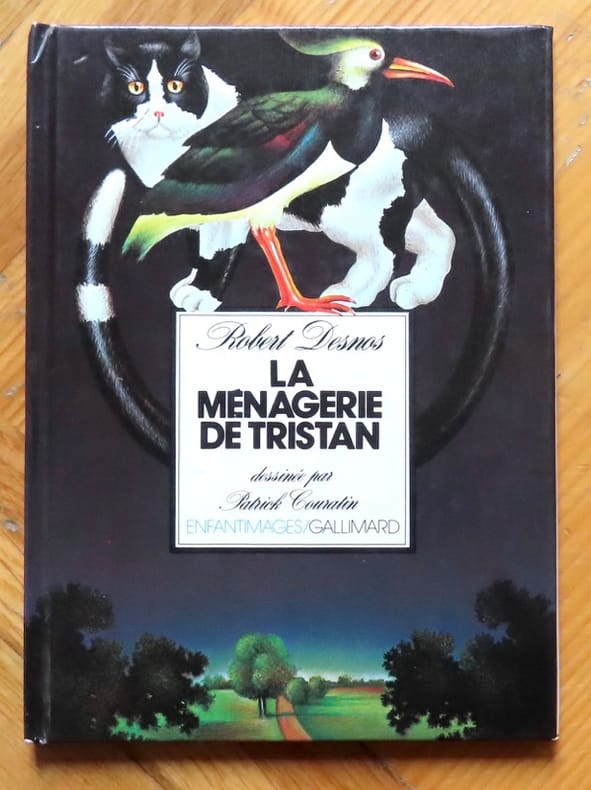 Robert Desnos
LA
MÉNAGERIE
DE TRISTAN
dessinée par
Patrick Couratin
ENFANTIMAGES/GALLIMARD